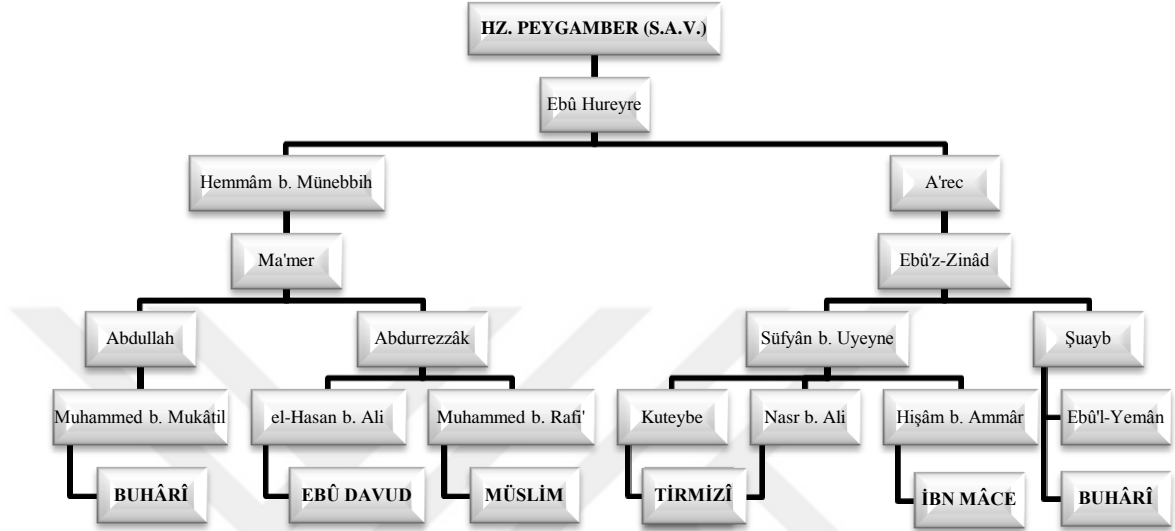 HZ. PEYGAMBER (S.A.V.)
Ebû Hureyre
Hemmâm b. Münebbih
A'rec
Ma'mer
Ebû'z-Zinâd
Abdullah
Abdurrezzâk
Süfyân b. Uyeyne
Şuayb
Muhammed b. Mukâtil
el-Hasan b. Ali
Muhammed b. Rafi'
Kuteybe
Nasr b. Ali
Hişâm b. Ammâr
Ebû'l-Yemân
BUHÂRÎ
EBÛ DAVUD
MÜSLİM
TİRMİZÎ
İBN MÂCE
BUHÂRÎ